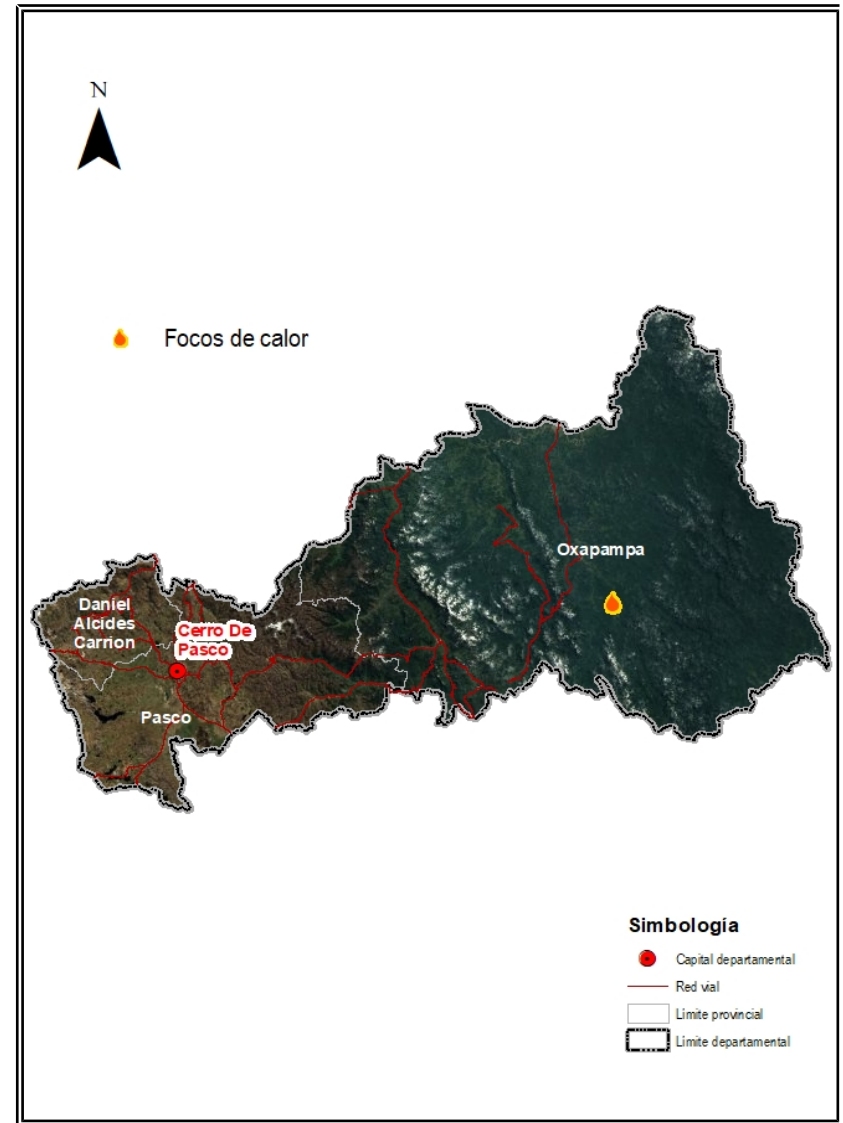 N
Focos de calor
Oxapampa
Daniel
Alcides
Carrion
Cerro De
Pasco
Pasco
Simbología
Capital departamental
Red vial
Limite provincial
Limite departamental